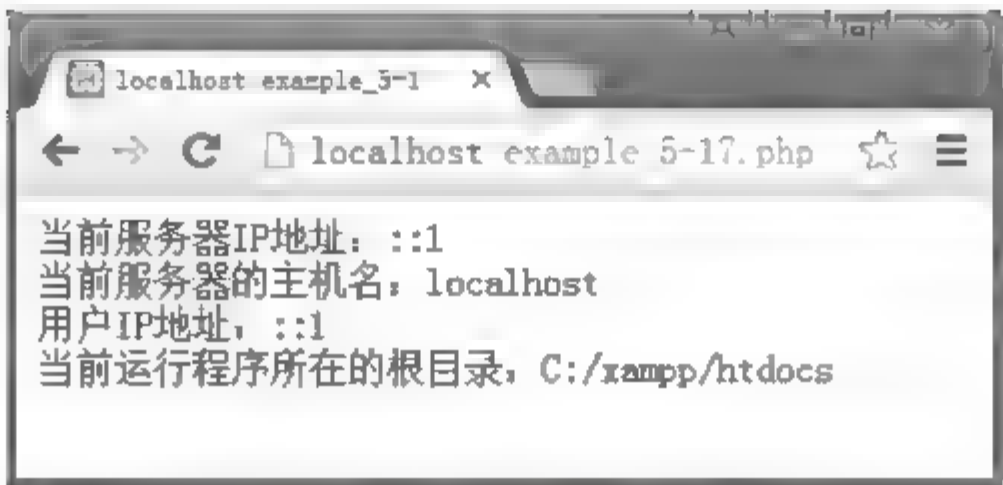 localhost example_5-1
localhost example 5-17.php
当前服务器IP地址：::1
当前服务器的主机名：localhost
用户IP地址：::1
当前运行程序所在的根目录：C:/xampp/htdocs